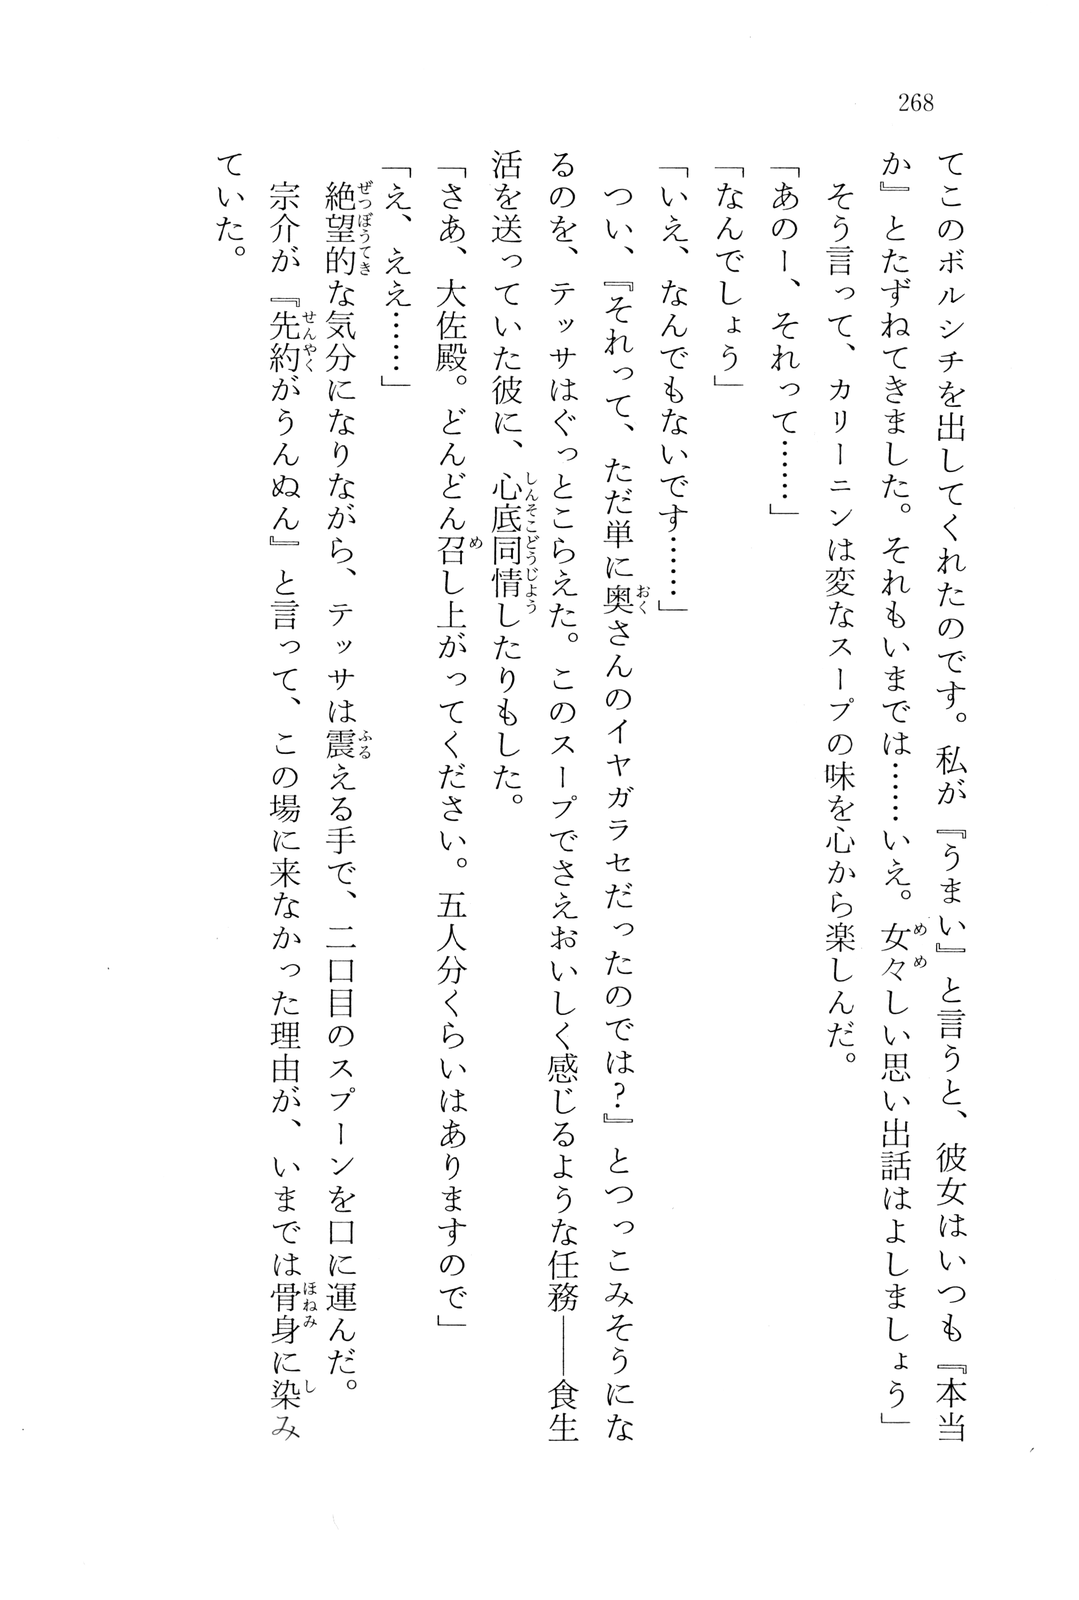 268
てこのボルシチを出してくれたのです。私が『うまい』と言うと、彼女はいつも『本当
か』とたずねてきました。それもいまでは……いえ。女々しい思い出話はよしましょう」
そう言って、カリーニンは変なスープの味を心から楽しんだ。
「あのー、それって……」
「なんでしょう」
「いえ、なんでもないです……」
つい、『それって、ただ単に奥さんのイヤガラセだったのでは?』とつっこみそうにな
るのを、テッサはぐっとこらえた。このスープでさえおいしく感じるような任務――食生
活を送っていた彼に、心底同情したりもした。
「さあ、大佐殿。どんどん召し上がってください。五人分くらいはありますので」
「え、ええ……」
絶望的な気分になりながら、テッサは震える手で、二口目のスプーンを口に運んだ。
宗介が『先約がうんぬん』と言って、この場に来なかった理由が、いまでは骨身に染み
ていた。